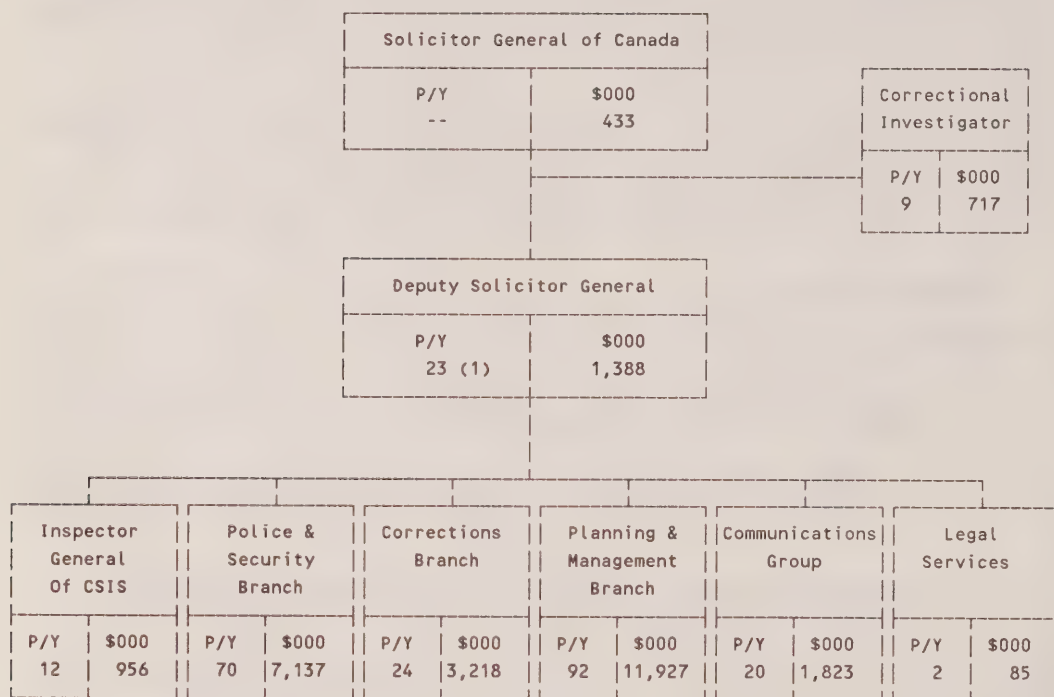 Solicitor General of Canada
P/Y $000
-- 433
Correctional
Investigator
P/Y $000
9 717
Deputy Solicitor General
P/Y $000
23 (1) 1,388
Inspector
General
Of CSIS
P/Y $000
12 956
Police &
Security
Branch
P/Y $000
70 7,137
Corrections
Branch
P/Y $000
24 3,218
Planning &
Management
Branch
P/Y $000
92 11,927
Communications
Group
P/Y $000
20 1,823
Legal
Services
P/Y $000
2 85